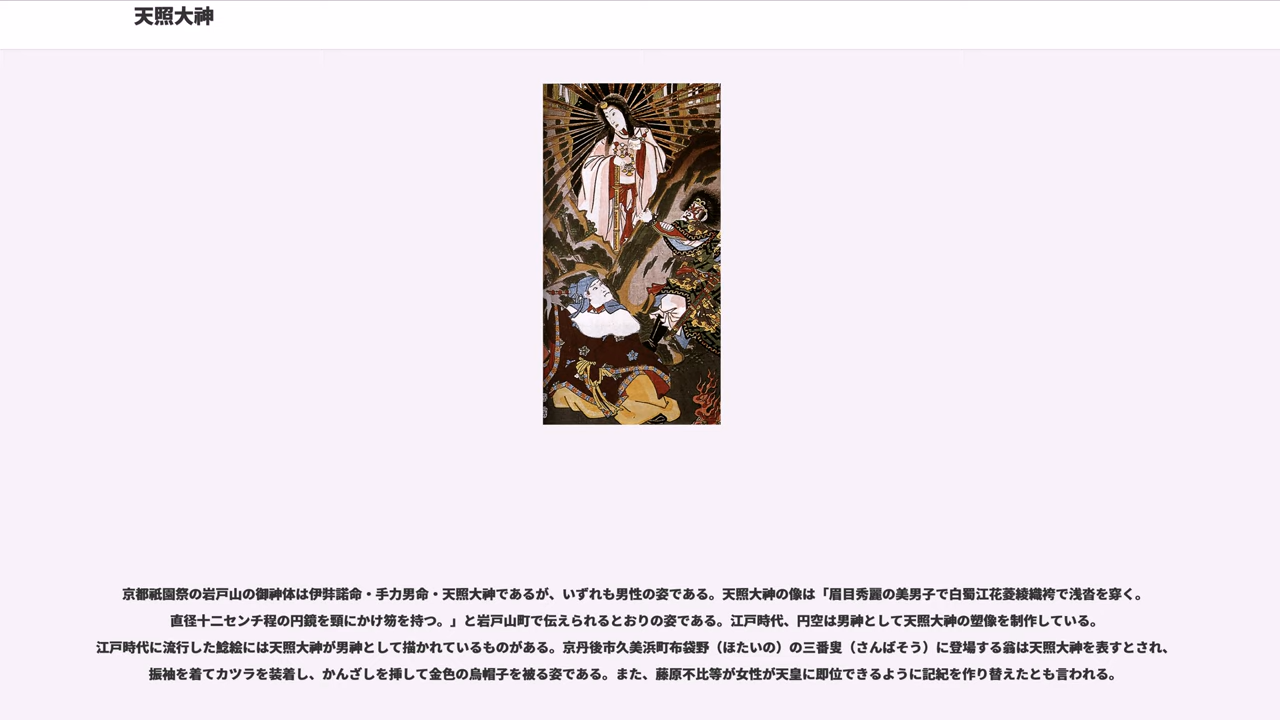 天照大神
京都祇園祭の岩戸山の御神体は伊弉諾命・手力男命・天照大神であるが、いずれも男性の姿である。天照大神の像は「眉目秀麗の美男子で白蜀江花菱綾織袴で浅沓を穿く。
直径十二センチ程の円鏡を頸にかけ笏を持つ。」と岩戸山町で伝えられるとおりの姿である。江戸時代、円空は男神として天照大神の塑像を制作している。
江戸時代に流行した鯰絵には天照大神が男神として描かれているものがある。京丹後市久美浜町布袋野（ほたいの）の三番叟（さんばそう）に登場する翁は天照大神を表すとされ、
振袖を着てカツラを装着し、かんざしを挿して金色の烏帽子を被る姿である。また、藤原不比等が女性が天皇に即位できるように記紀を作り替えたとも言われる。